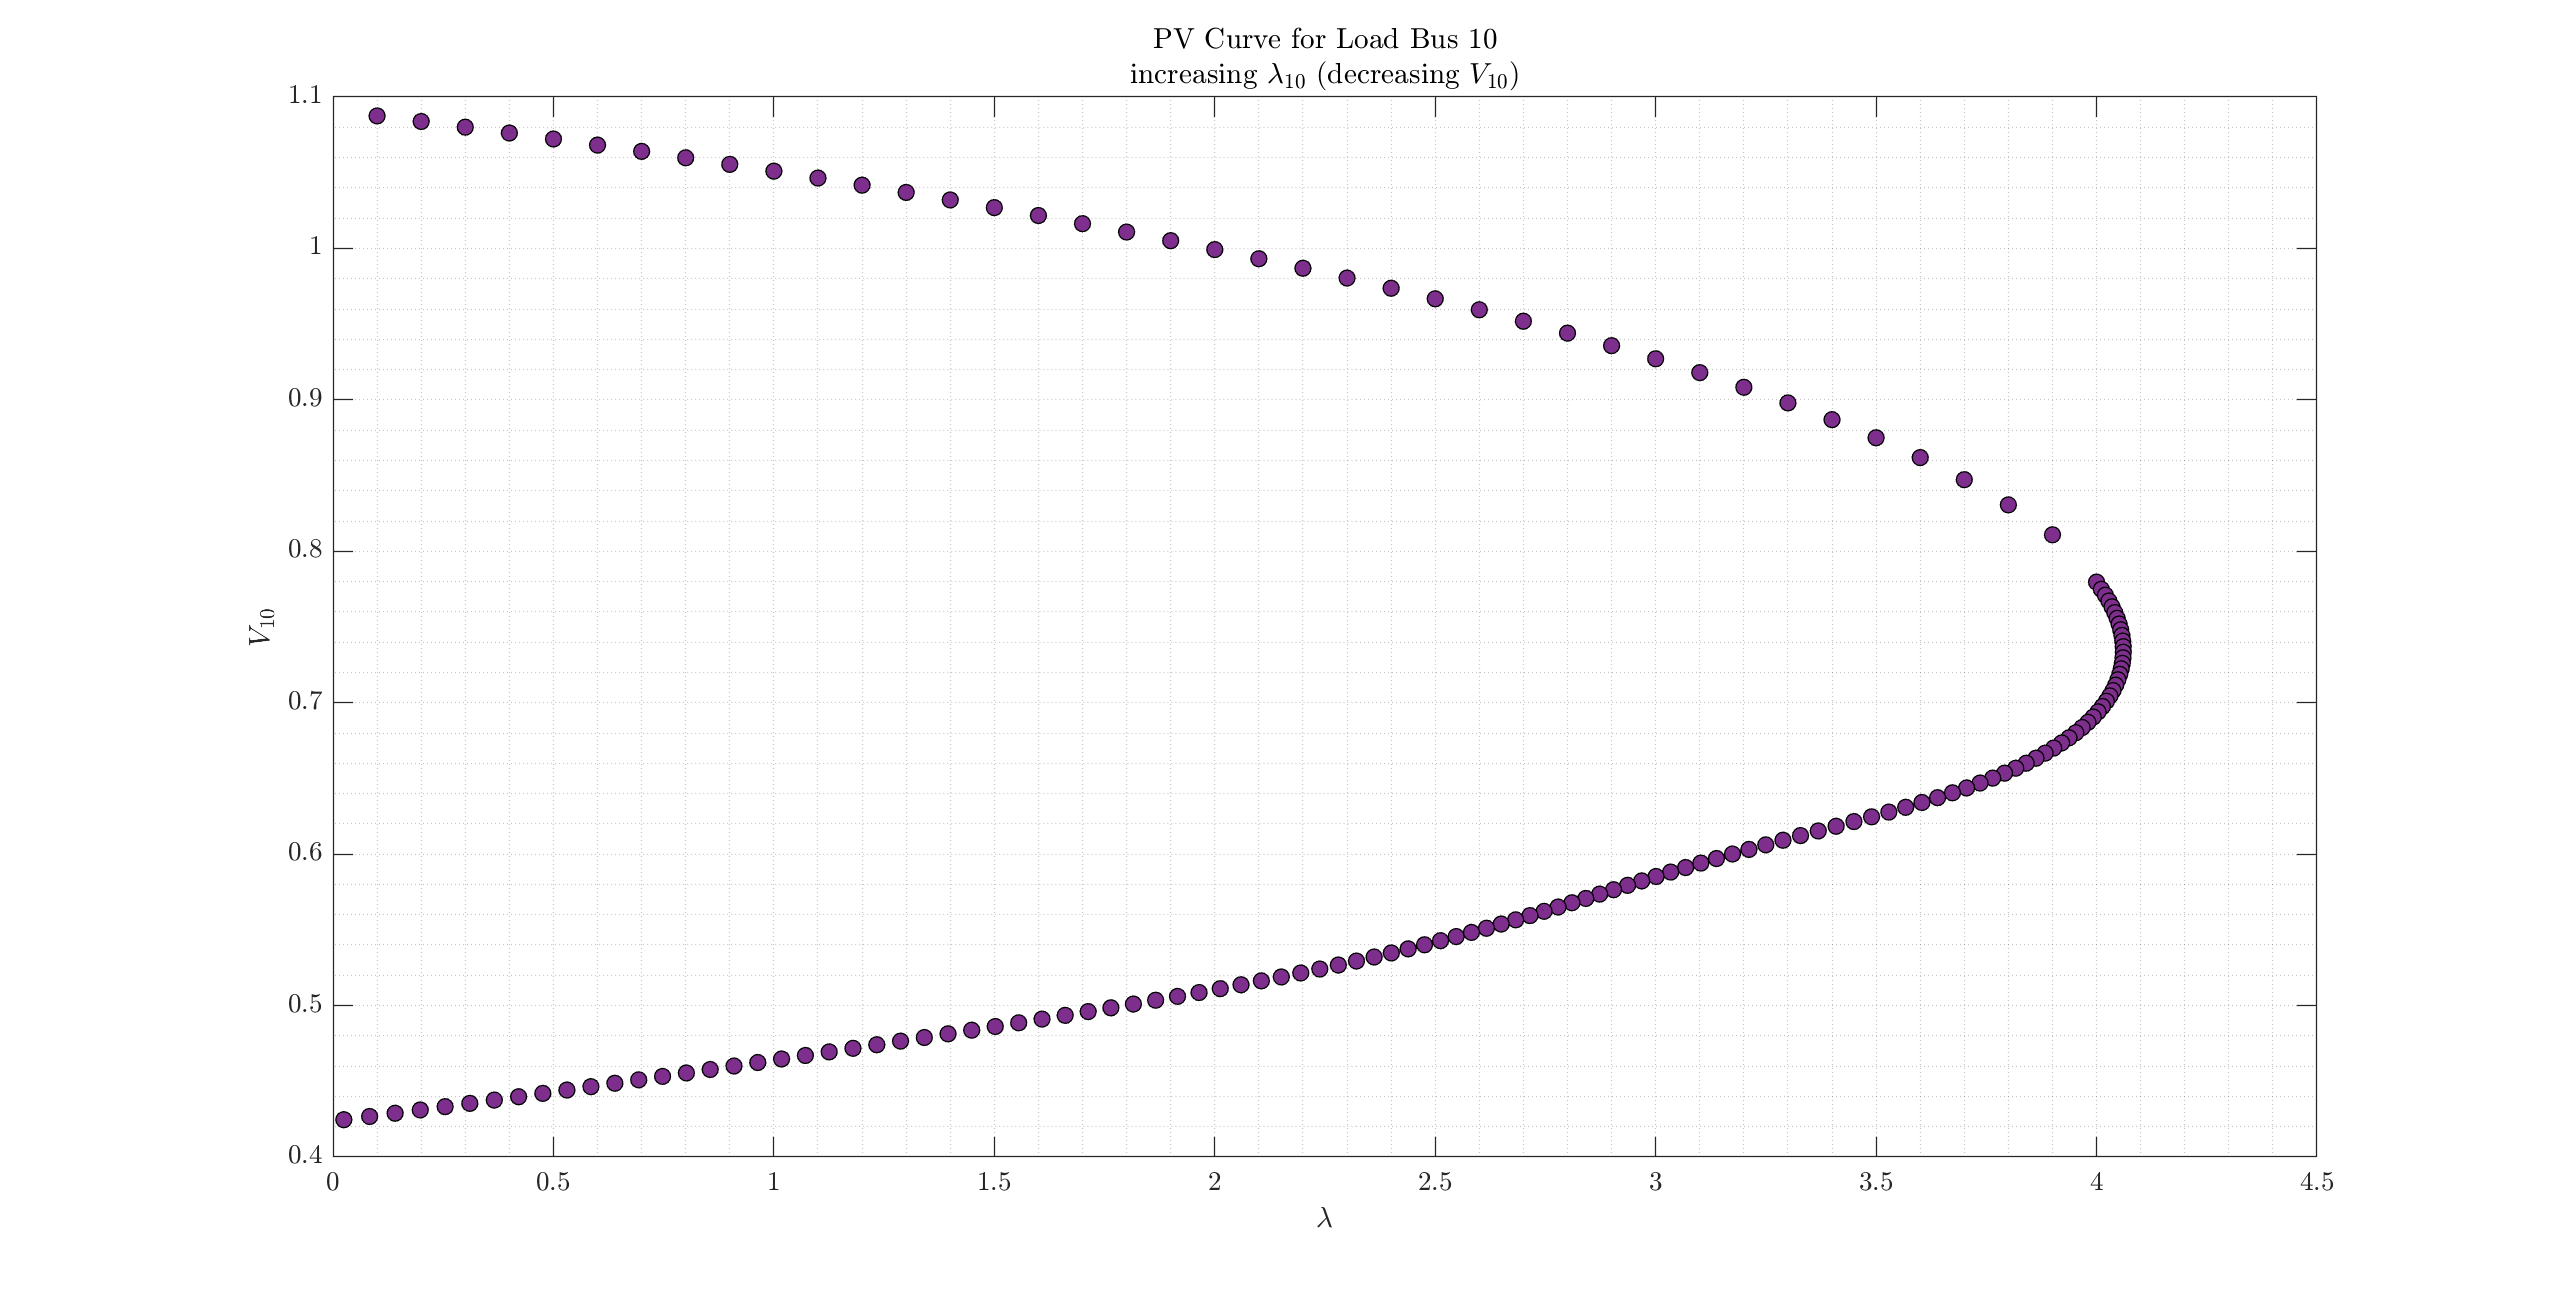 PV Curve for Load Bus 10
increasing λ₁₀ (decreasing V₁₀)
1.1
1
0.9
0.8
0.7
0.6
0.5
0.4
V₁₀
0 0.5 1 1.5 2 2.5 3 3.5 4 4.5
λ